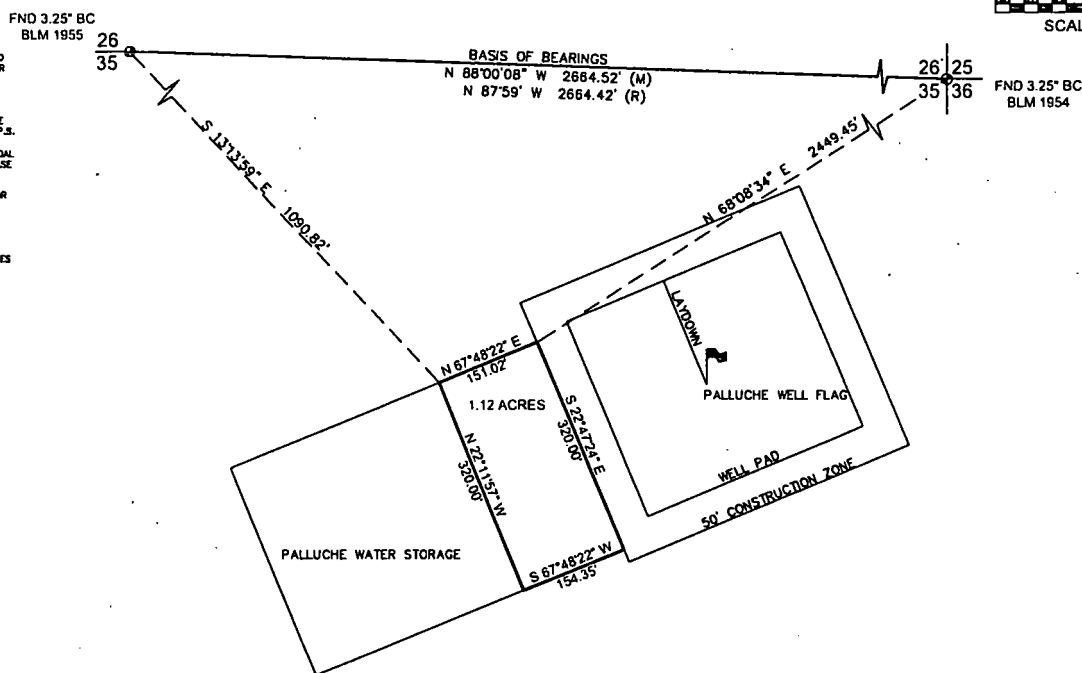 FND 3.25" BC
BLM 1955
26
35
SCAL
BASIS OF BEARINGS
N 88°00'08" W 2664.52' (M)
N 87°59' W 2664.42' (R)
26 25
35 36
FND 3.25" BC
BLM 1954
P.S.
S 13°13'59" E
1090.82'
N 68°08'34" E 2449.45'
N 67°48'22" E
151.02'
1.12 ACRES
N 22°11'57" W
320.00'
S 22°47'24" E
320.00'
S 67°48'22" W
154.35'
LAYDOWN
PALLUCHE WELL FLAG
WELL PAD
50' CONSTRUCTION ZONE
PALLUCHE WATER STORAGE